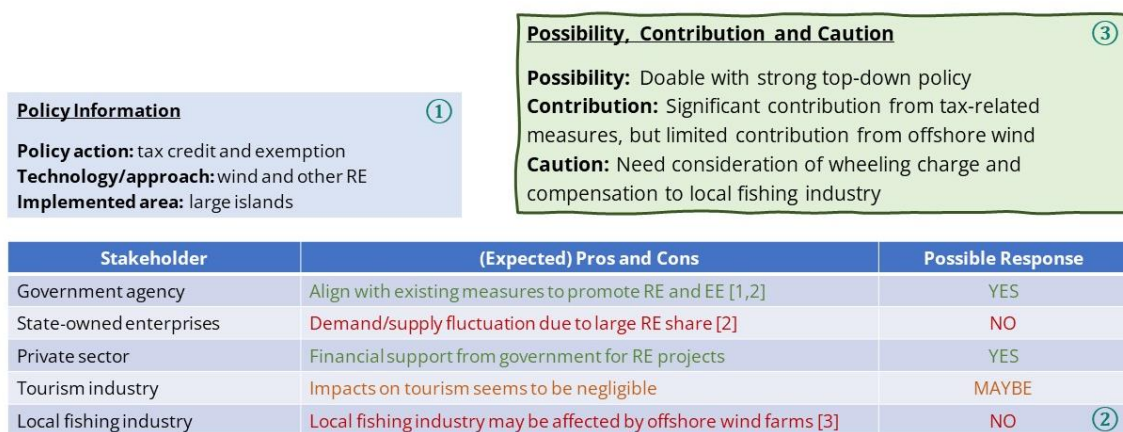 Policy Information ①
Policy action: tax credit and exemption
Technology/approach: wind and other RE
Implemented area: large islands
Possibility, Contribution and Caution ③
Possibility: Doable with strong top-down policy
Contribution: Significant contribution from tax-related
measures, but limited contribution from offshore wind
Caution: Need consideration of wheeling charge and
compensation to local fishing industry
Stakeholder (Expected) Pros and Cons Possible Response
Government agency Align with existing measures to promote RE and EE [1,2] YES
State-owned enterprises Demand/supply fluctuation due to large RE share [2] NO
Private sector Financial support from government for RE projects YES
Tourism industry Impacts on tourism seems to be negligible MAYBE
Local fishing industry Local fishing industry may be affected by offshore wind farms [3] NO ②